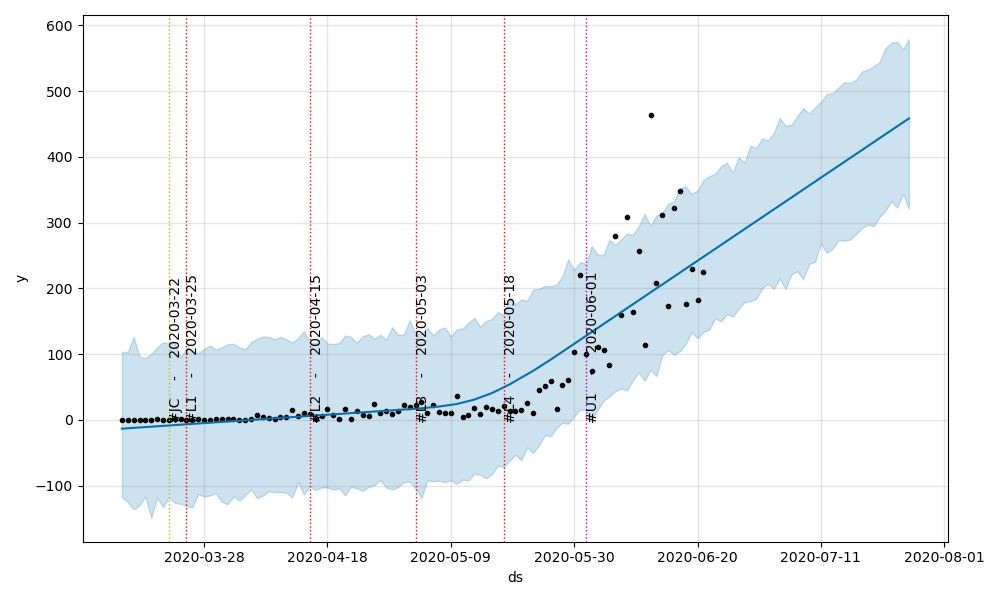 600
500
400
300
200
100
0
−100
y
#JC - 2020-03-22
#L1 - 2020-03-25
#L2 - 2020-04-15
#L3 - 2020-05-03
#L4 - 2020-05-18
#U1 - 2020-06-01
2020-03-28
2020-04-18
2020-05-09
2020-05-30
2020-06-20
2020-07-11
2020-08-01
ds